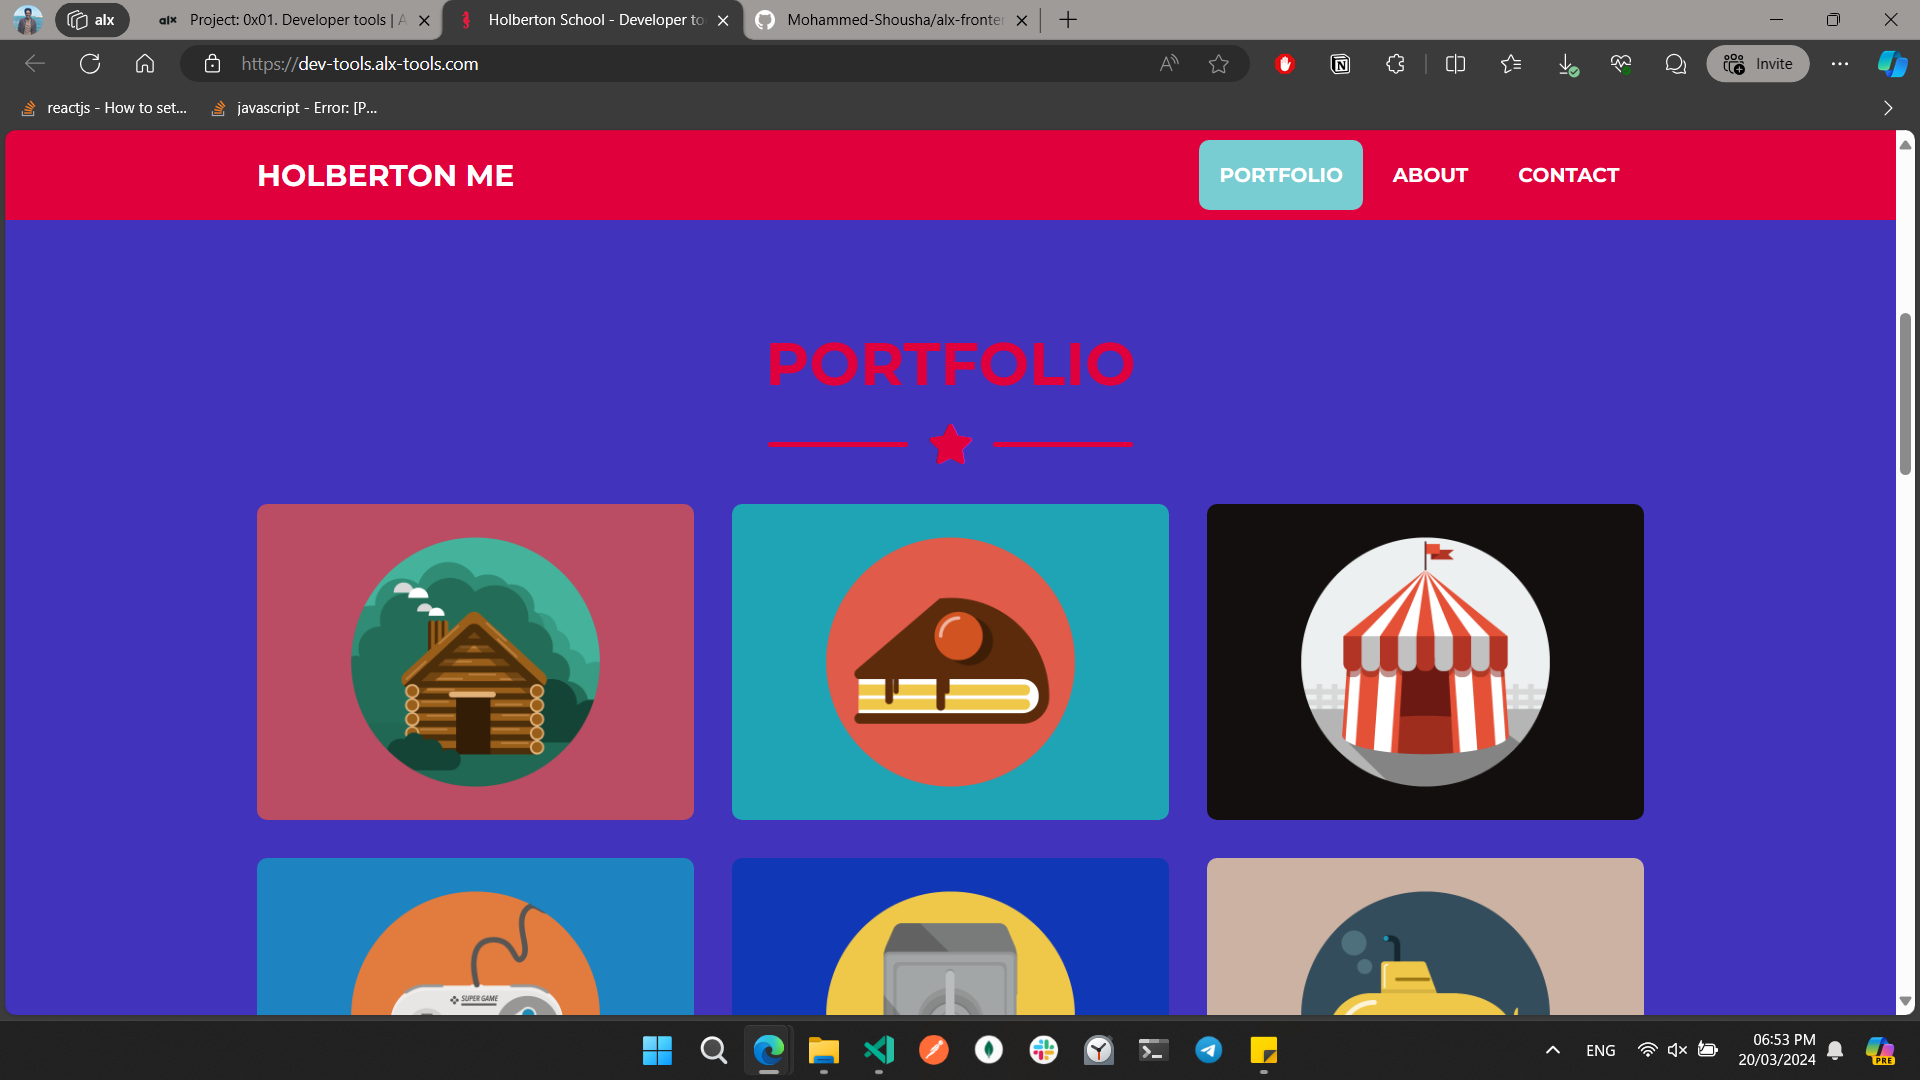 alx
alx Project: 0x01. Developer tools | A
Holberton School - Developer to
Mohammed-Shousha/alx-fronter
https://dev-tools.alx-tools.com
Invite
reactjs - How to set...
javascript - Error: [P...
HOLBERTON ME
PORTFOLIO
ABOUT
CONTACT
PORTFOLIO
SUPER GAME
ENG
06:53 PM
20/03/2024
PRE